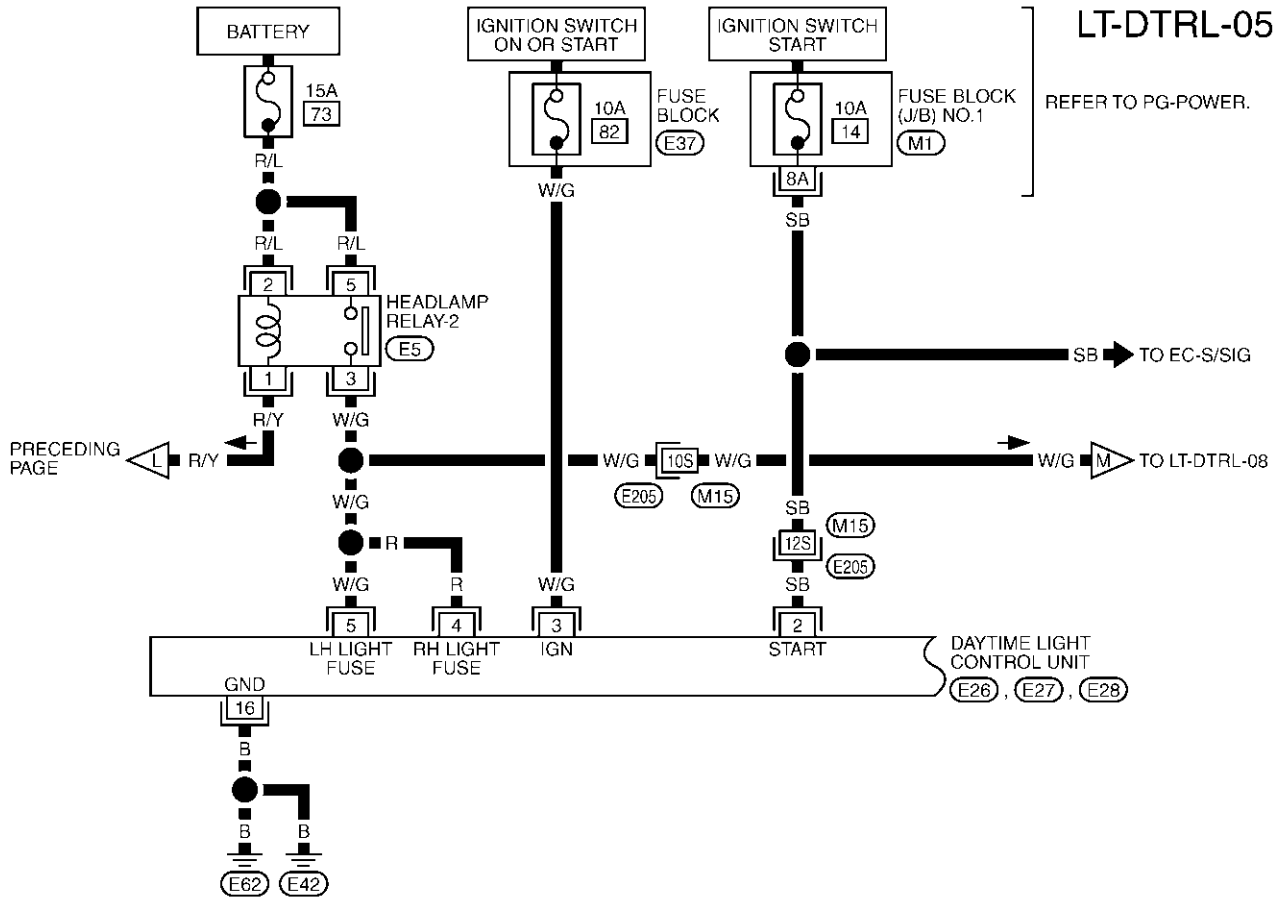 LT-DTRL-05
BATTERY
IGNITION SWITCH
ON OR START
IGNITION SWITCH
START
15A
73
10A
82
FUSE
BLOCK
E37
10A
14
FUSE BLOCK
(J/B) NO.1
M1
REFER TO PG-POWER.
8A
R/L
W/G
SB
R/L
R/L
2
5
HEADLAMP
RELAY-2
E5
1
3
SB
TO EC-S/SIG
R/Y
W/G
PRECEDING
PAGE
L
R/Y
W/G
10S
W/G
W/G
M
TO LT-DTRL-08
E205
M15
W/G
SB
M15
12S
E205
R
W/G
R
W/G
SB
5
4
3
2
LH LIGHT
FUSE
RH LIGHT
FUSE
IGN
START
DAYTIME LIGHT
CONTROL UNIT
E26 , E27 , E28
GND
16
B
B
B
E62
E42